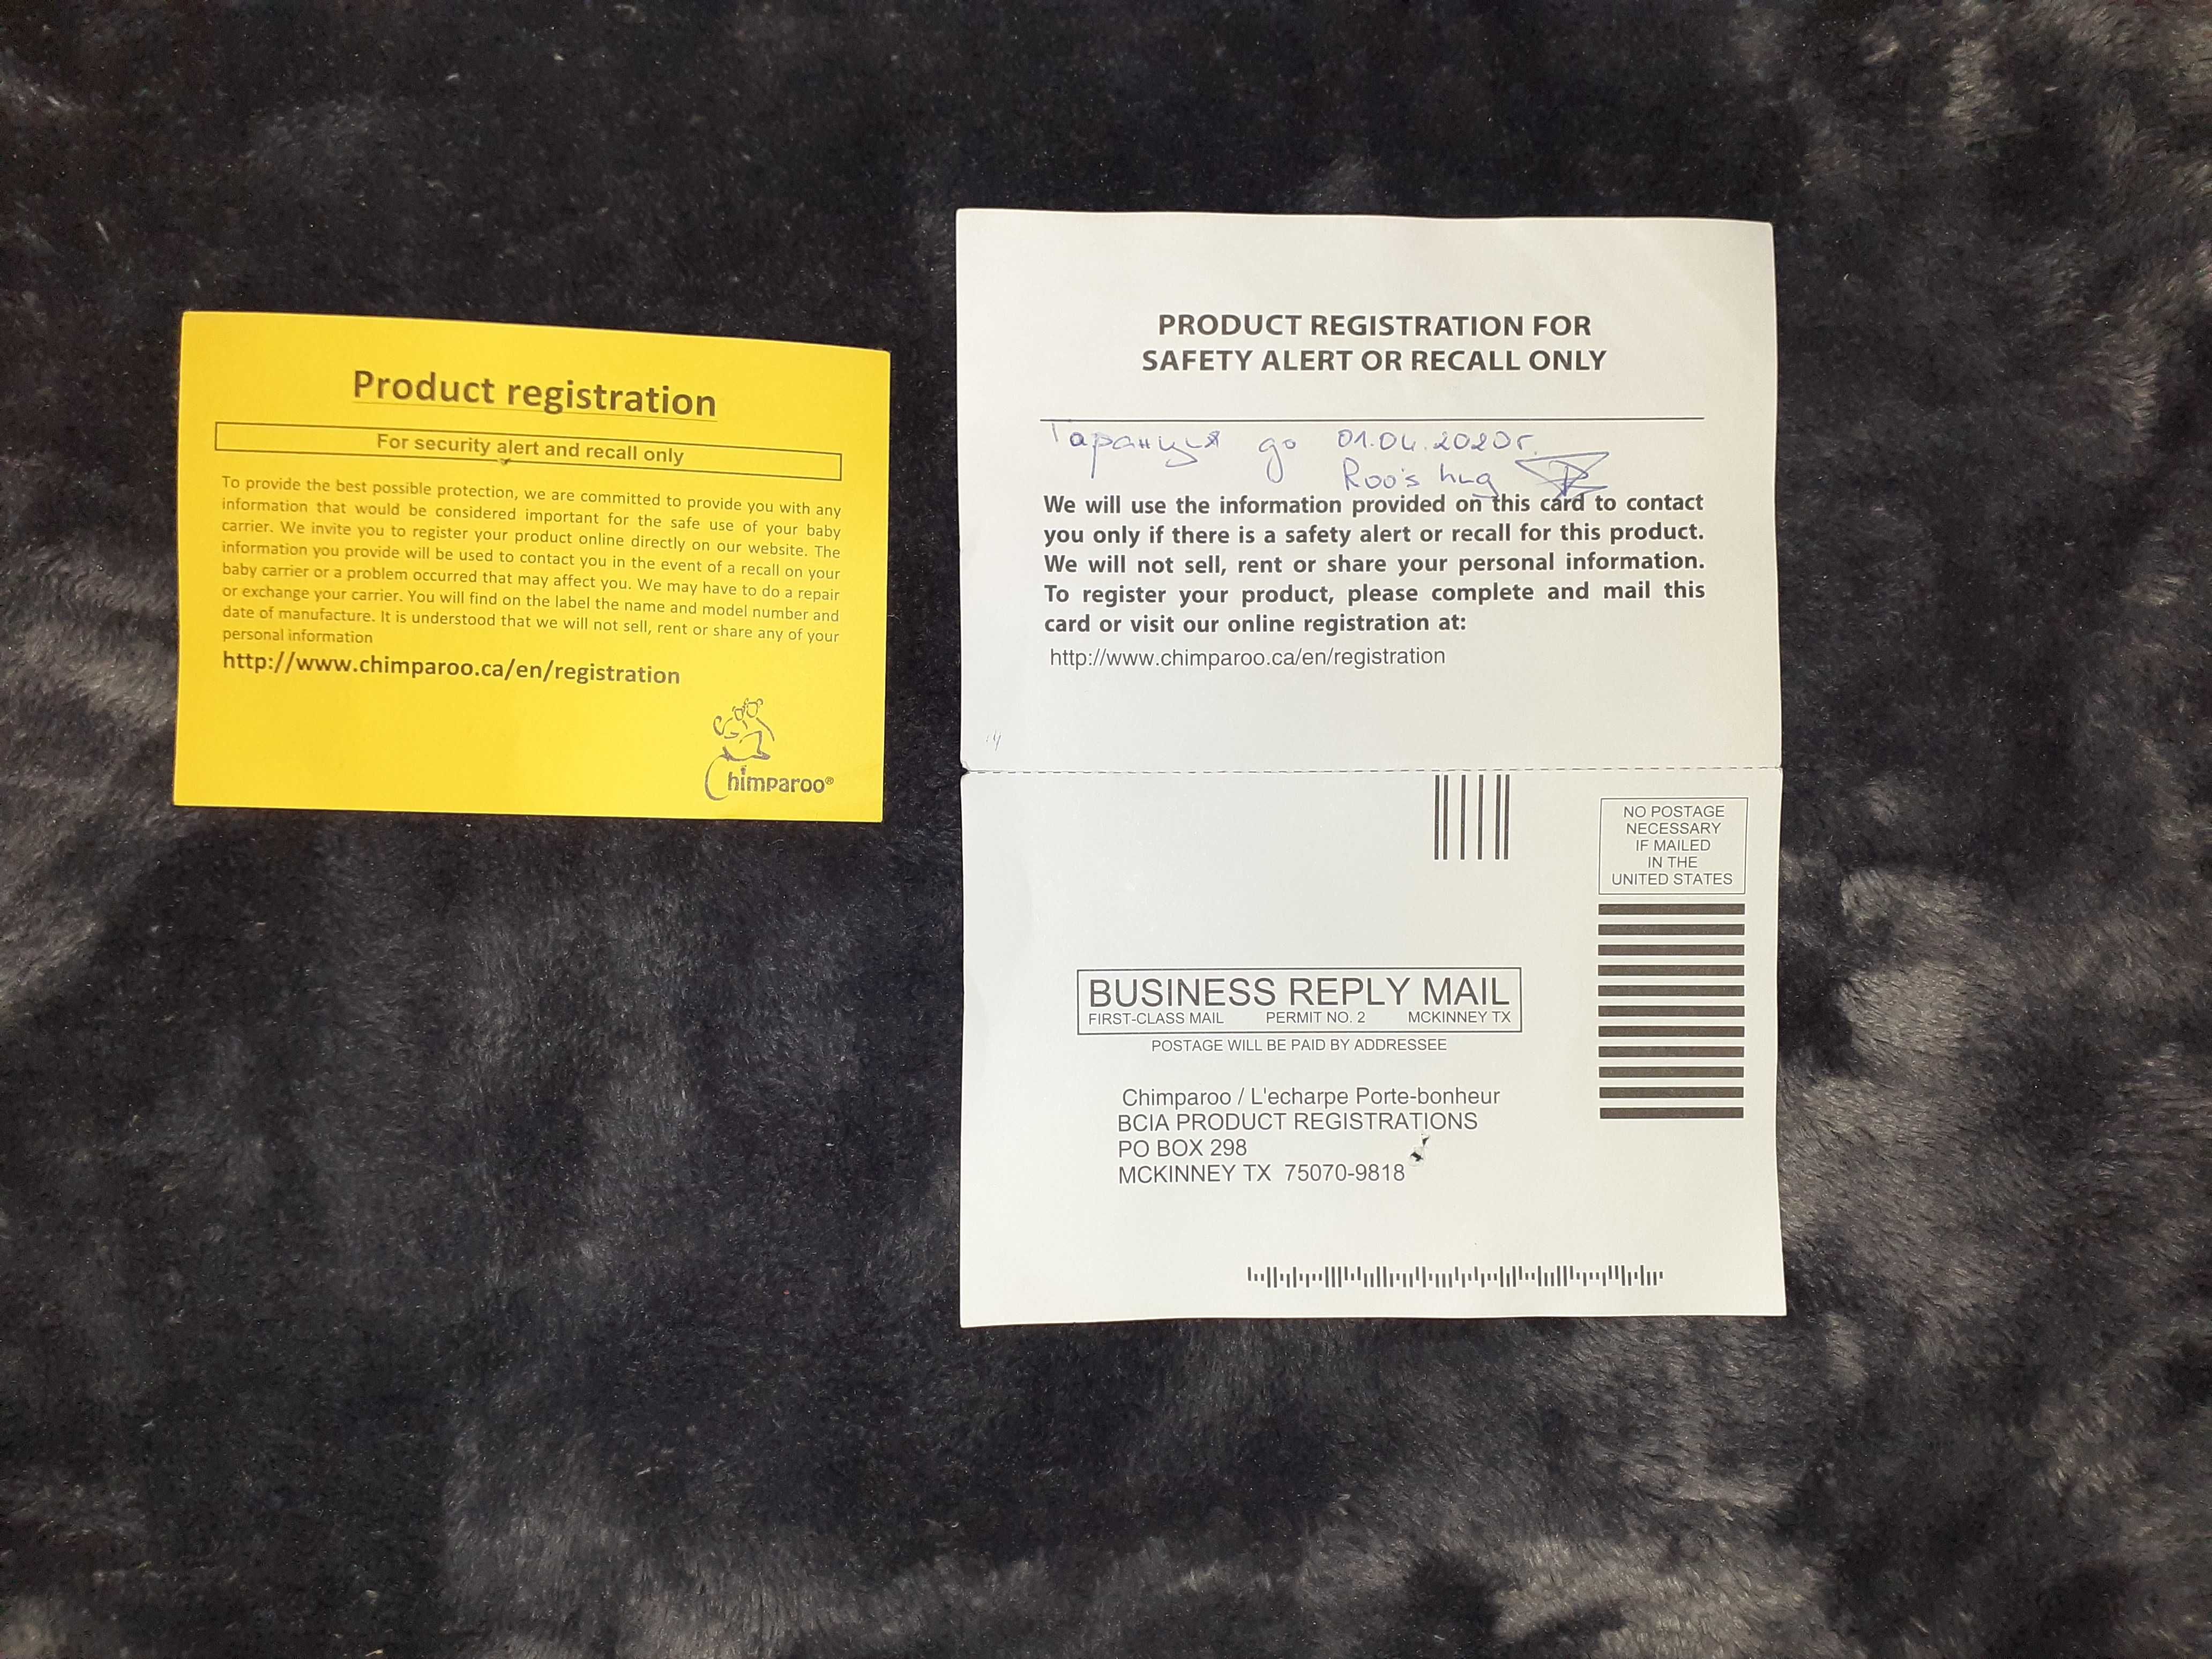 Product registration
For security alert and recall only
To provide the best possible protection, we are committed to provide you with any
information that would be considered important for the safe use of your baby
carrier. We invite you to register your product online directly on our website. The
information you provide will be used to contact you in the event of a recall on your
baby carrier or a problem occurred that may affect you. We may have to do a repair
or exchange your carrier. You will find on the label the name and model number and
date of manufacture. It is understood that we will not sell, rent or share any of your
personal information
http://www.chimparoo.ca/en/registration
Chimparoo®
PRODUCT REGISTRATION FOR
SAFETY ALERT OR RECALL ONLY
Гаранция до 01.04.2020г.
Roo's hug
We will use the information provided on this card to contact
you only if there is a safety alert or recall for this product.
We will not sell, rent or share your personal information.
To register your product, please complete and mail this
card or visit our online registration at:
http://www.chimparoo.ca/en/registration
NO POSTAGE
NECESSARY
IF MAILED
IN THE
UNITED STATES
BUSINESS REPLY MAIL
FIRST-CLASS MAIL PERMIT NO. 2 MCKINNEY TX
POSTAGE WILL BE PAID BY ADDRESSEE
Chimparoo / L'echarpe Porte-bonheur
BCIA PRODUCT REGISTRATIONS
PO BOX 298
MCKINNEY TX 75070-9818